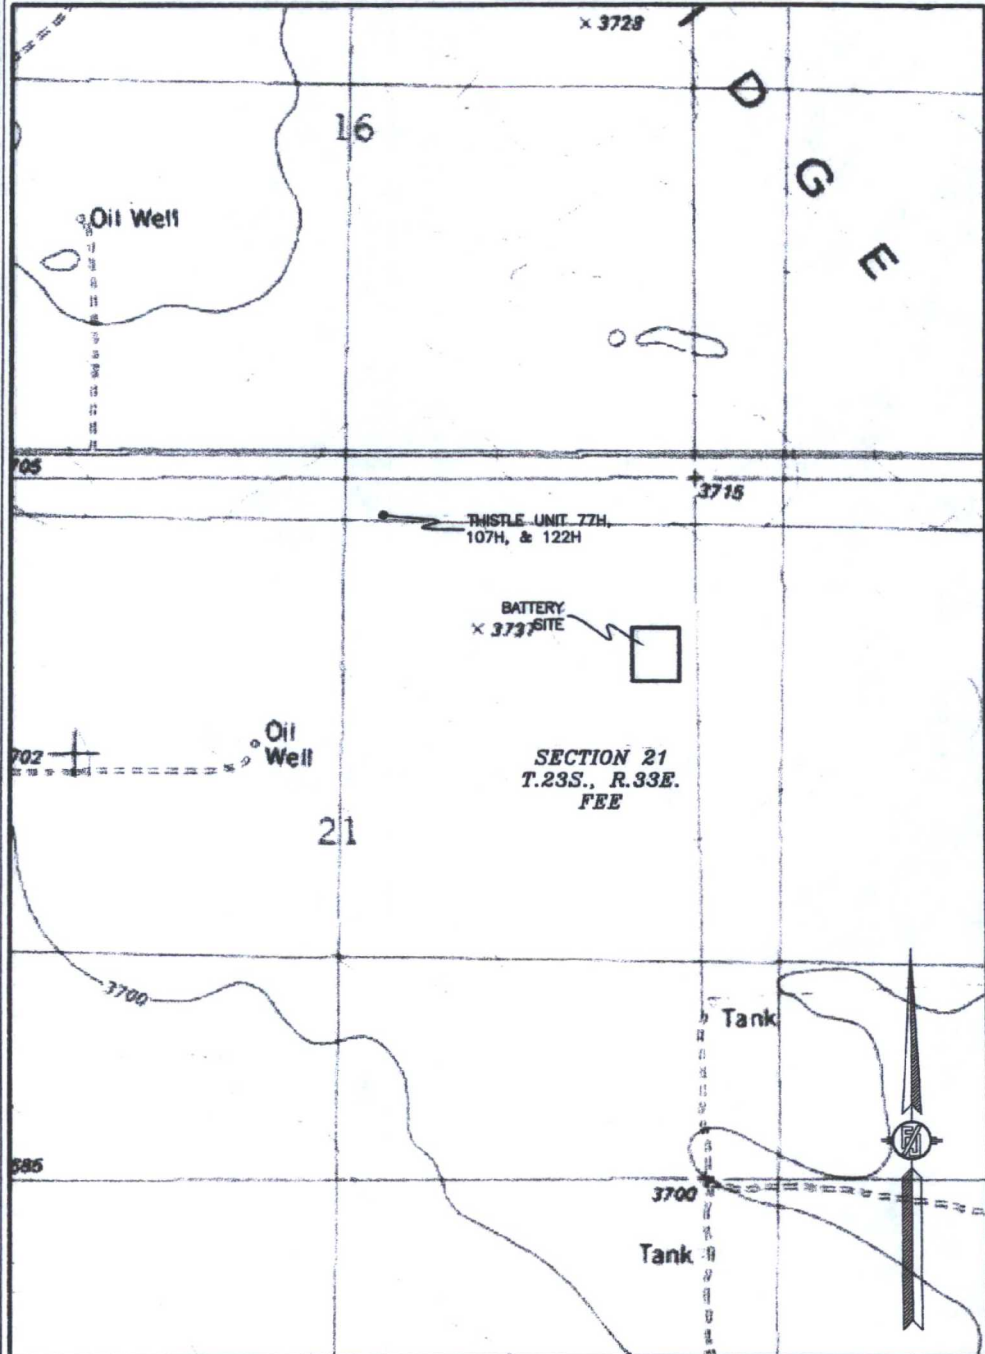 × 3728
D
G
E
16
Oil Well
705
3715
THISTLE UNIT 77H,
107H, & 122H
BATTERY
SITE
× 3737
Oil
Well
702
SECTION 21
T.23S., R.33E.
FEE
21
3700
Tank
585
3700
Tank